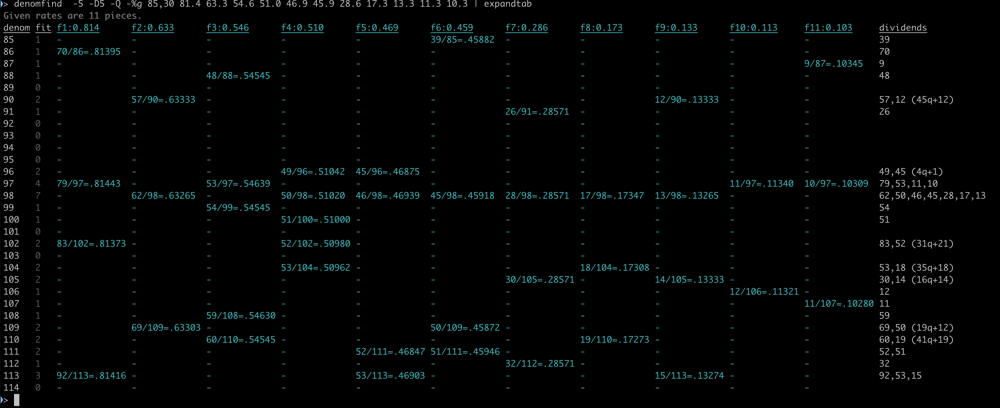 > denomfind  -5 -D5 -Q -%g 85,30 81.4 63.3 54.6 51.0 46.9 45.9 28.6 17.3 13.3 11.3 10.3 | expandtab
Given rates are 11 pieces.
denom fit f1:0.814 f2:0.633 f3:0.546 f4:0.510 f5:0.469 f6:0.459 f7:0.286 f8:0.173 f9:0.133 f10:0.113 f11:0.103 dividends
85 1 - - - - - 39/85=.45882 - - - - - 39
86 1 70/86=.81395 - - - - - - - - - - 70
87 1 - - - - - - - - - - 9/87=.10345 9
88 1 - - 48/88=.54545 - - - - - - - - 48
89 0 - - - - - - - - - - -
90 2 - 57/90=.63333 - - - - - - 12/90=.13333 - - 57,12 (45q+12)
91 1 - - - - - - 26/91=.28571 - - - - 26
92 0 - - - - - - - - - - -
93 0 - - - - - - - - - - -
94 0 - - - - - - - - - - -
95 0 - - - - - - - - - - -
96 2 - - - 49/96=.51042 45/96=.46875 - - - - - - 49,45 (4q+1)
97 4 79/97=.81443 - 53/97=.54639 - - - - - - 11/97=.11340 10/97=.10309 79,53,11,10
98 7 - 62/98=.63265 - 50/98=.51020 46/98=.46939 45/98=.45918 28/98=.28571 17/98=.17347 13/98=.13265 - - 62,50,46,45,28,17,13
99 1 - - 54/99=.54545 - - - - - - - - 54
100 1 - - - 51/100=.51000 - - - - - - - 51
101 0 - - - - - - - - - - -
102 2 83/102=.81373 - - 52/102=.50980 - - - - - - - 83,52 (31q+21)
103 0 - - - - - - - - - - -
104 2 - - - 53/104=.50962 - - - 18/104=.17308 - - - 53,18 (35q+18)
105 2 - - - - - - 30/105=.28571 - 14/105=.13333 - - 30,14 (16q+14)
106 1 - - - - - - - - - 12/106=.11321 - 12
107 1 - - - - - - - - - - 11/107=.10280 11
108 1 - - 59/108=.54630 - - - - - - - - 59
109 2 - 69/109=.63303 - - - 50/109=.45872 - - - - - 69,50 (19q+12)
110 2 - - 60/110=.54545 - - - - 19/110=.17273 - - - 60,19 (41q+19)
111 2 - - - - 52/111=.46847 51/111=.45946 - - - - - 52,51
112 1 - - - - - - 32/112=.28571 - - - - 32
113 3 92/113=.81416 - - - 53/113=.46903 - - - 15/113=.13274 - - 92,53,15
114 0 - - - - - - - - - - -
>